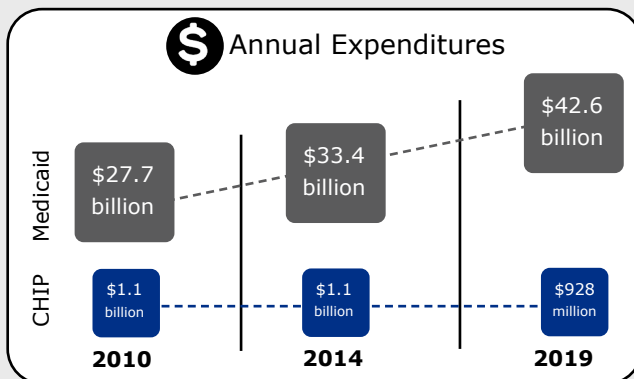 $ Annual Expenditures
Medicaid
$27.7
billion
$33.4
billion
$42.6
billion
CHIP
$1.1
billion
$1.1
billion
$928
million
2010
2014
2019